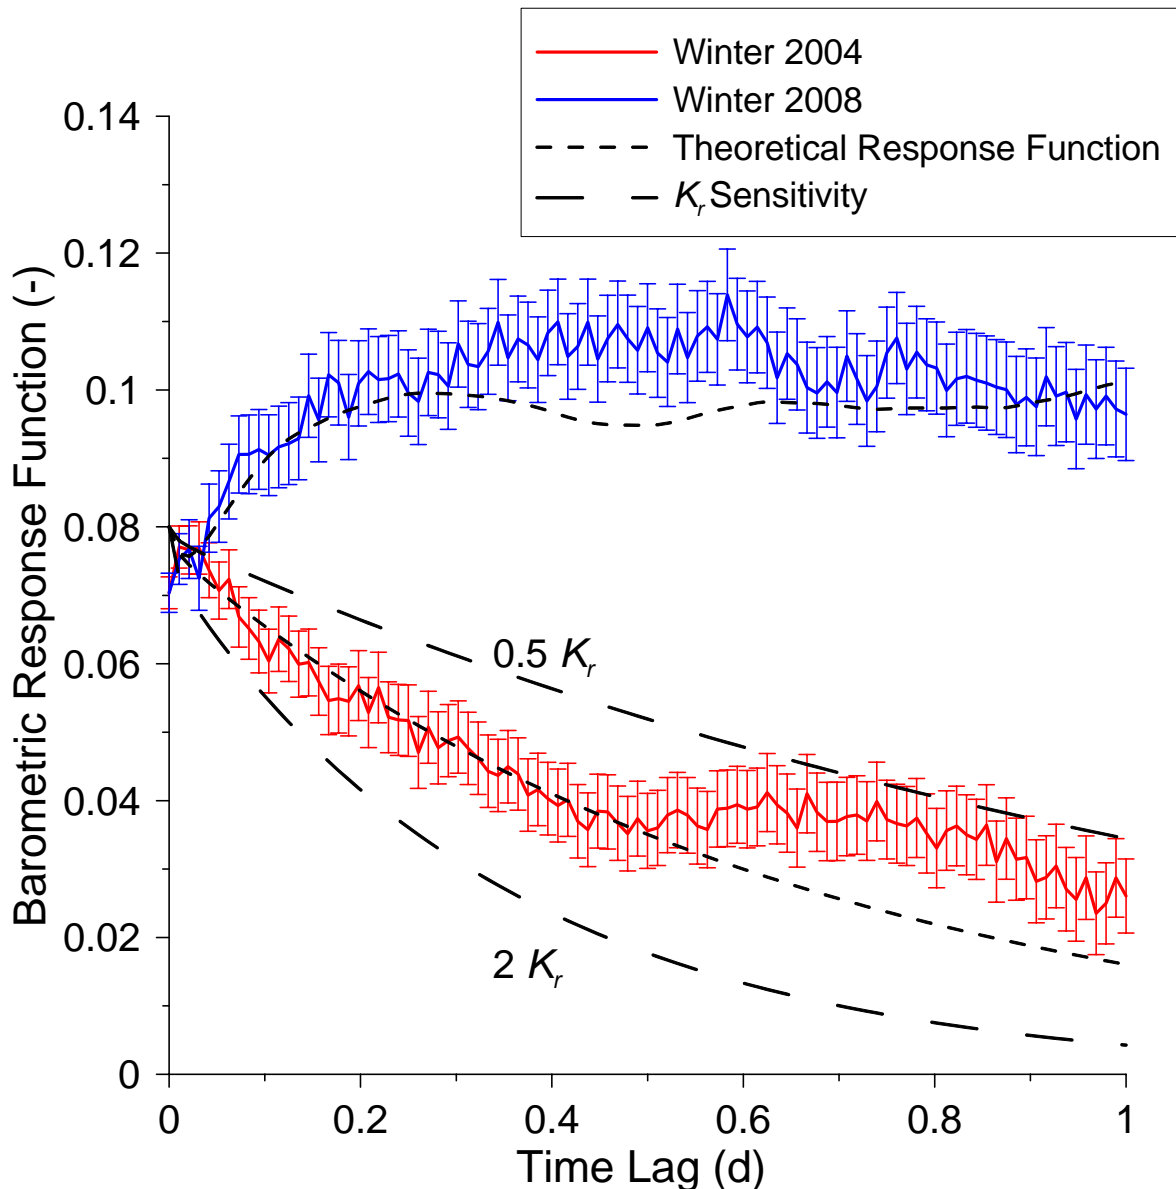 Winter 2004
Winter 2008
Theoretical Response Function
Kr Sensitivity
0.14
0.12
0.1
0.08
0.06
0.04
0.02
0
Barometric Response Function (-)
0.5 Kr
2 Kr
0
0.2
0.4
0.6
0.8
1
Time Lag (d)